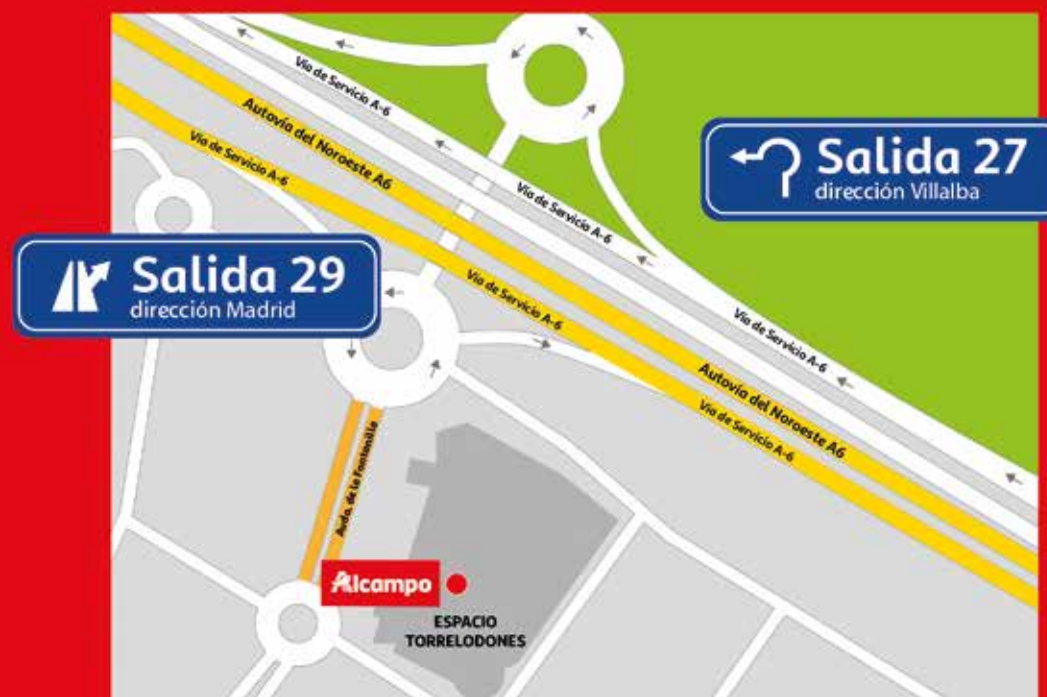 Vía de Servicio A-6
Autovía del Noroeste A6
Vía de Servicio A-6
Salida 27
dirección Villalba
Vía de Servicio A-6
Salida 29
dirección Madrid
Vía de Servicio A-6
Vía de Servicio A-6
Autovía del Noroeste A6
Vía de Servicio A-6
Avda. de la Fontanilla
Alcampo
ESPACIO
TORRELODONES